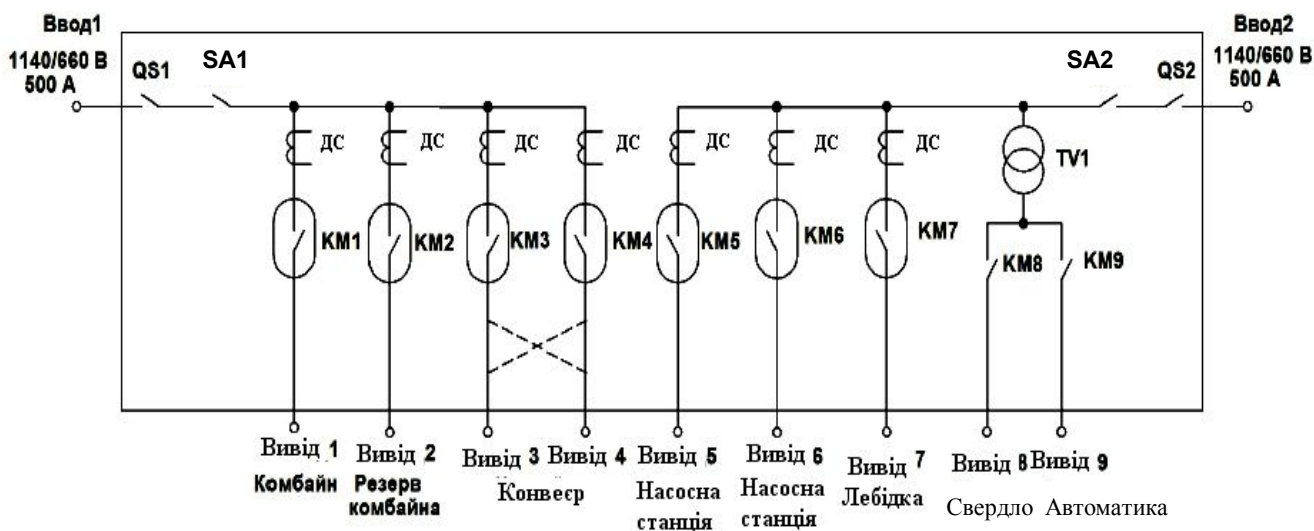 Ввод1
1140/660 В
500 А
QS1
SA1
SA2
QS2
Ввод2
1140/660 В
500 А
ДС
ДС
ДС
ДС
ДС
ДС
ДС
TV1
KM1
KM2
KM3
KM4
KM5
KM6
KM7
KM8
KM9
Вивід 1
Комбайн
Вивід 2
Резерв
комбайна
Вивід 3
Вивід 4
Конвеєр
Вивід 5
Насосна
станція
Вивід 6
Насосна
станція
Вивід 7
Лебідка
Вивід 8
Свердло
Вивід 9
Автоматика